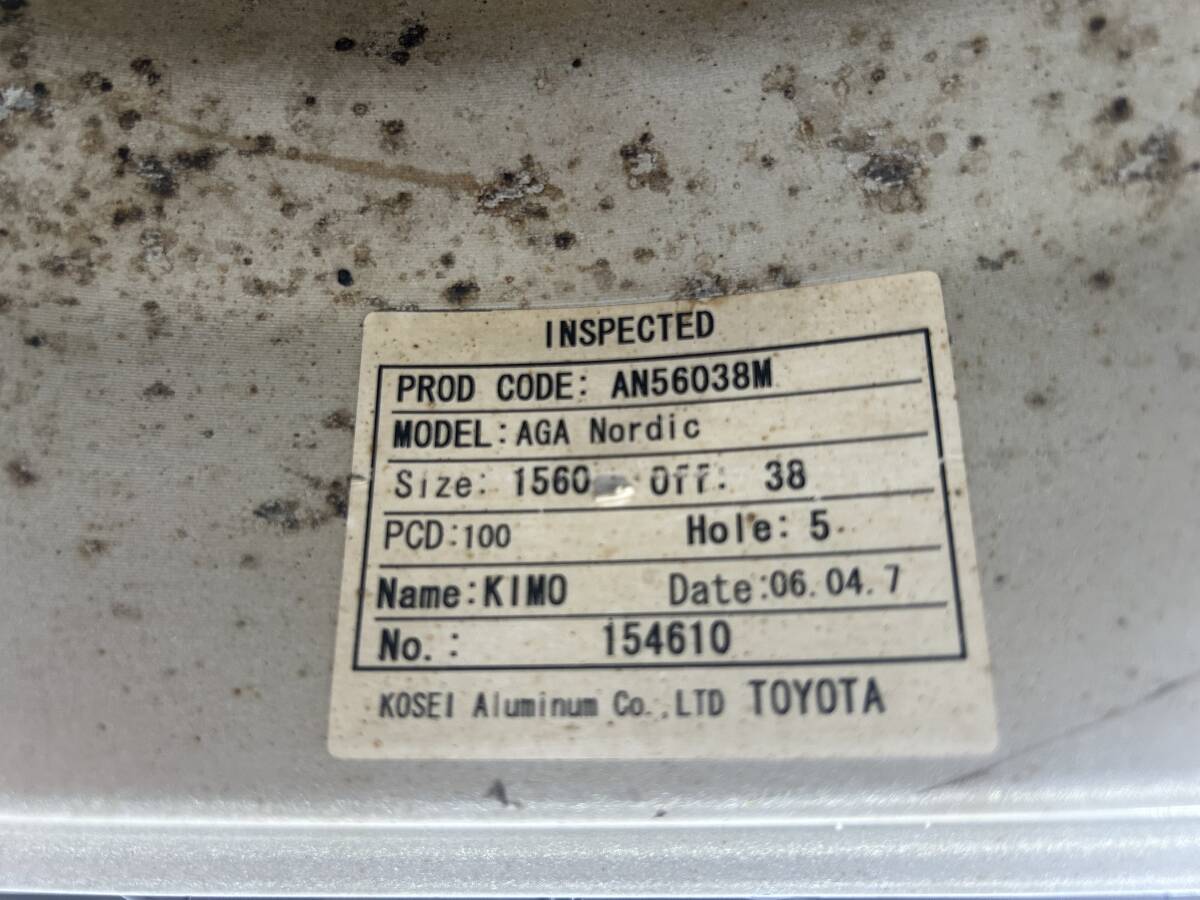 INSPECTED
PROD CODE: AN56038M
MODEL:AGA Nordic
Size: 1560 Off: 38
PCD:100 Hole: 5
Name:KIMO Date:06.04.7
No.: 154610
KOSEI Aluminum Co.,LTD TOYOTA